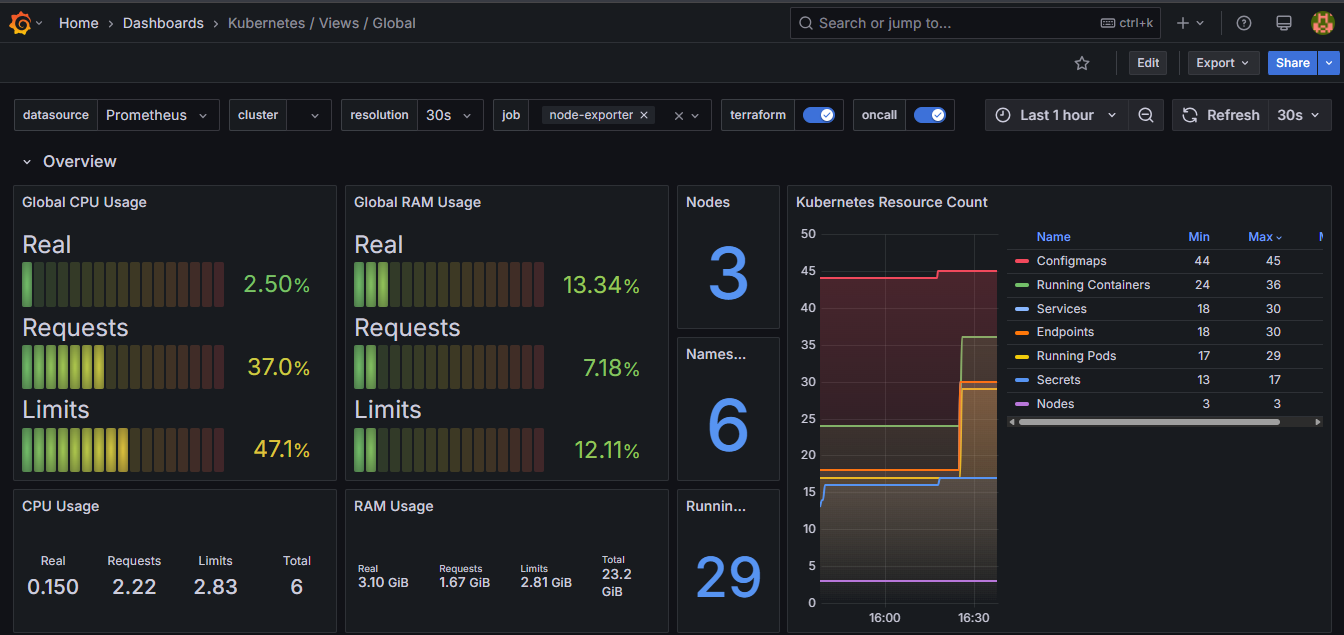 Home › Dashboards › Kubernetes / Views / Global
Search or jump to... ctrl+k
Edit Export Share
datasource Prometheus cluster resolution 30s job node-exporter × × terraform oncall Last 1 hour Refresh 30s
Overview
Global CPU Usage
Real
2.50%
Requests
37.0%
Limits
47.1%
Global RAM Usage
Real
13.34%
Requests
7.18%
Limits
12.11%
Nodes
3
Names...
6
Kubernetes Resource Count
50
45
40
35
30
25
20
15
10
5
0
16:00 16:30
Name Min Max
Configmaps 44 45
Running Containers 24 36
Services 18 30
Endpoints 18 30
Running Pods 17 29
Secrets 13 17
Nodes 3 3
CPU Usage
Real Requests Limits Total
0.150 2.22 2.83 6
RAM Usage
Real Requests Limits Total
3.10 GiB 1.67 GiB 2.81 GiB 23.2
GiB
Runnin...
29